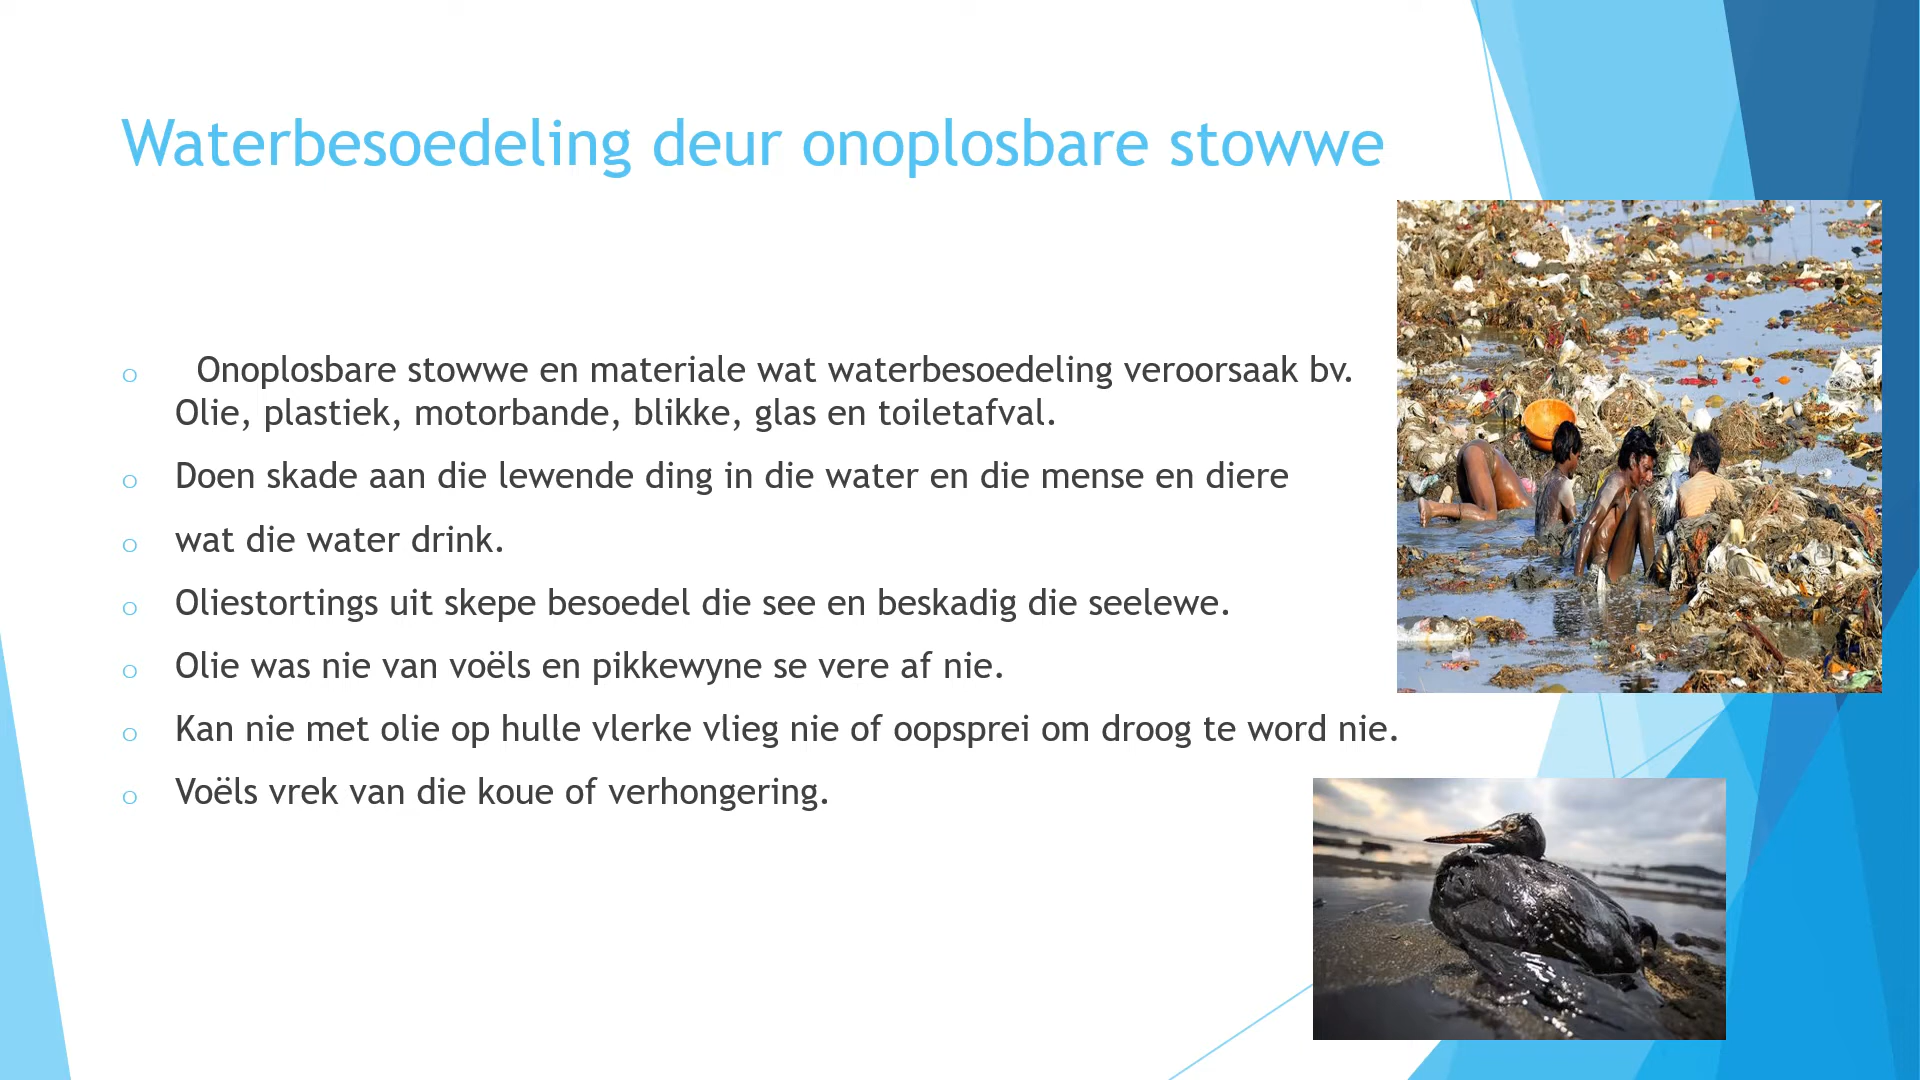 Waterbesoedeling deur onoplosbare stowwe
o Onoplosbare stowwe en materiale wat waterbesoedeling veroorsaak bv.
Olie, plastiek, motorbande, blikke, glas en toiletafval.
o Doen skade aan die lewende ding in die water en die mense en diere
o wat die water drink.
o Oliestortings uit skepe besoedel die see en beskadig die seelewe.
o Olie was nie van voëls en pikkewyne se vere af nie.
o Kan nie met olie op hulle vlerke vlieg nie of oopsprei om droog te word nie.
o Voëls vrek van die koue of verhongering.